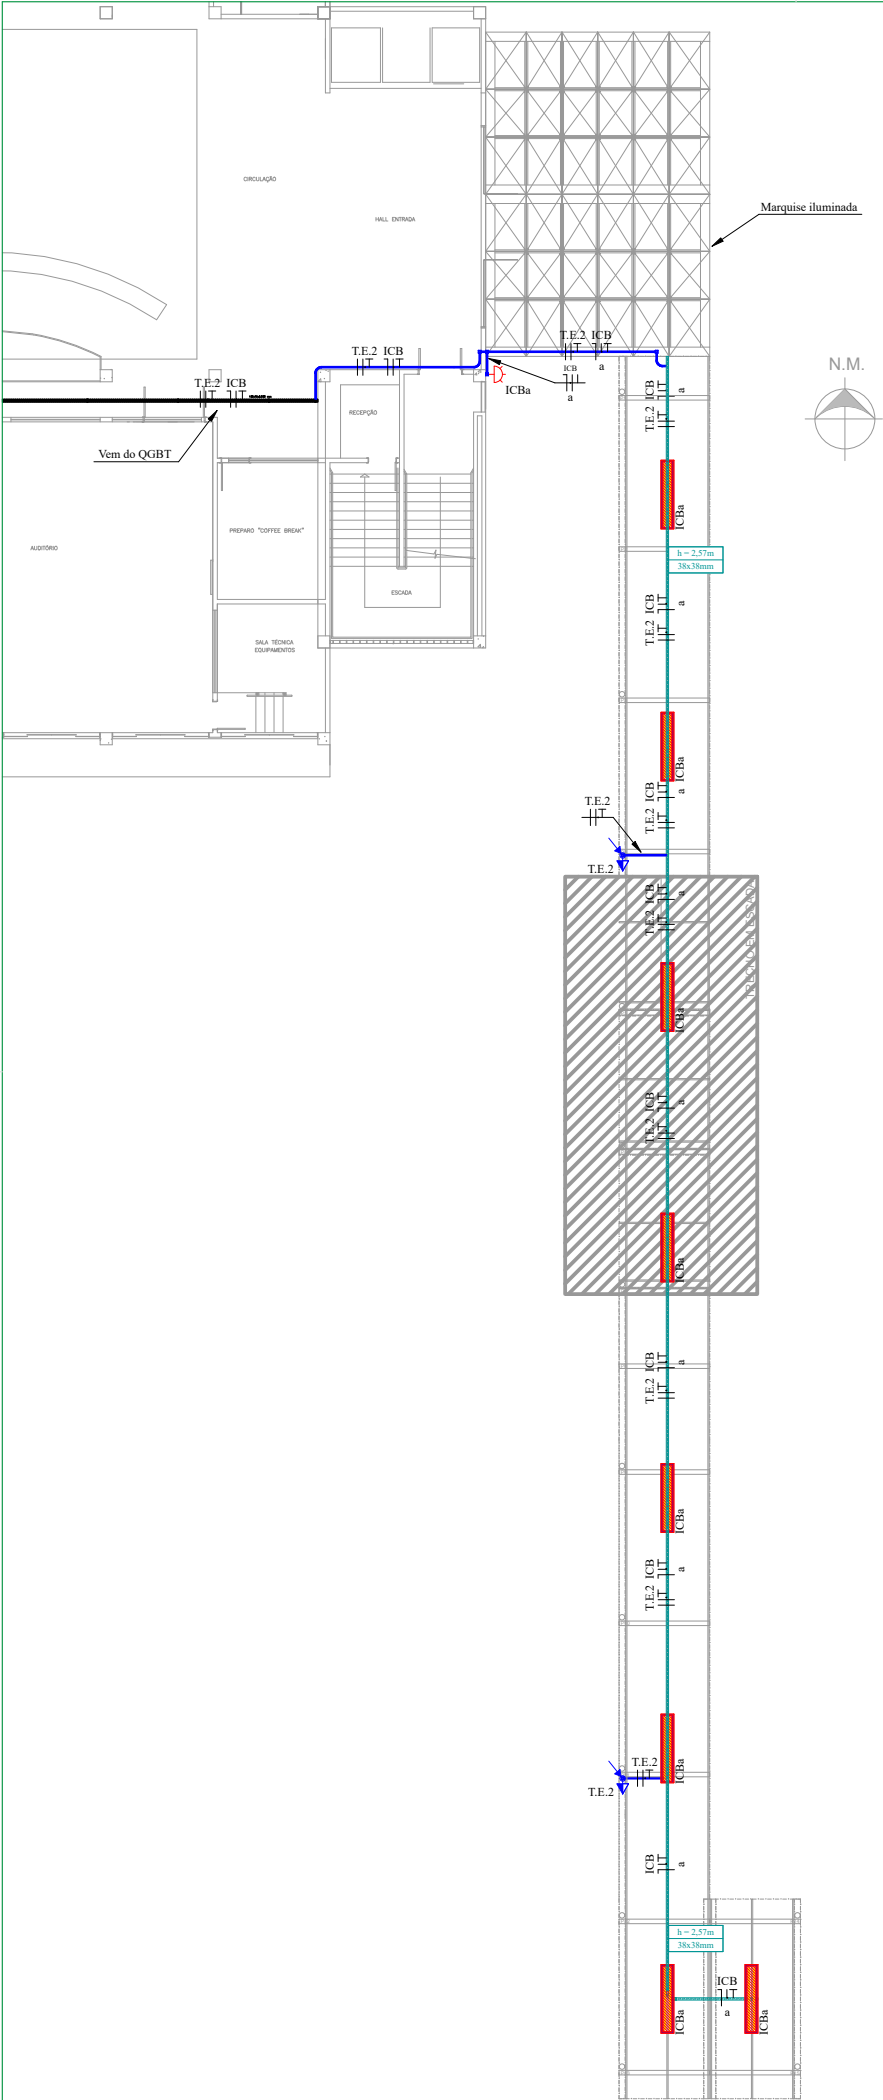 CIRCULAÇÃO
HALL ENTRADA
Marquise iluminada
N.M.
T.E.2 ICB
T.E.2 ICB
T.E.2 ICB
ICB
a
ICBa
RECEPÇÃO
Vem do QGBT
AUDITÓRIO
PREPARO "COFFEE BREAK"
ESCADA
SALA TÉCNICA
EQUIPAMENTOS
T.E.2 ICB
a
ICBa
h = 2,57m
38x38mm
T.E.2 ICB
a
ICBa
T.E.2 ICB
a
T.E.2
T.E.2
T.E.2 ICB
a
TRECHO EM ESCADA
ICBa
T.E.2 ICB
a
ICBa
T.E.2 ICB
a
ICBa
T.E.2 ICB
a
ICBa
T.E.2
T.E.2
ICB
a
h = 2,57m
38x38mm
ICB
a
ICBa
ICBa